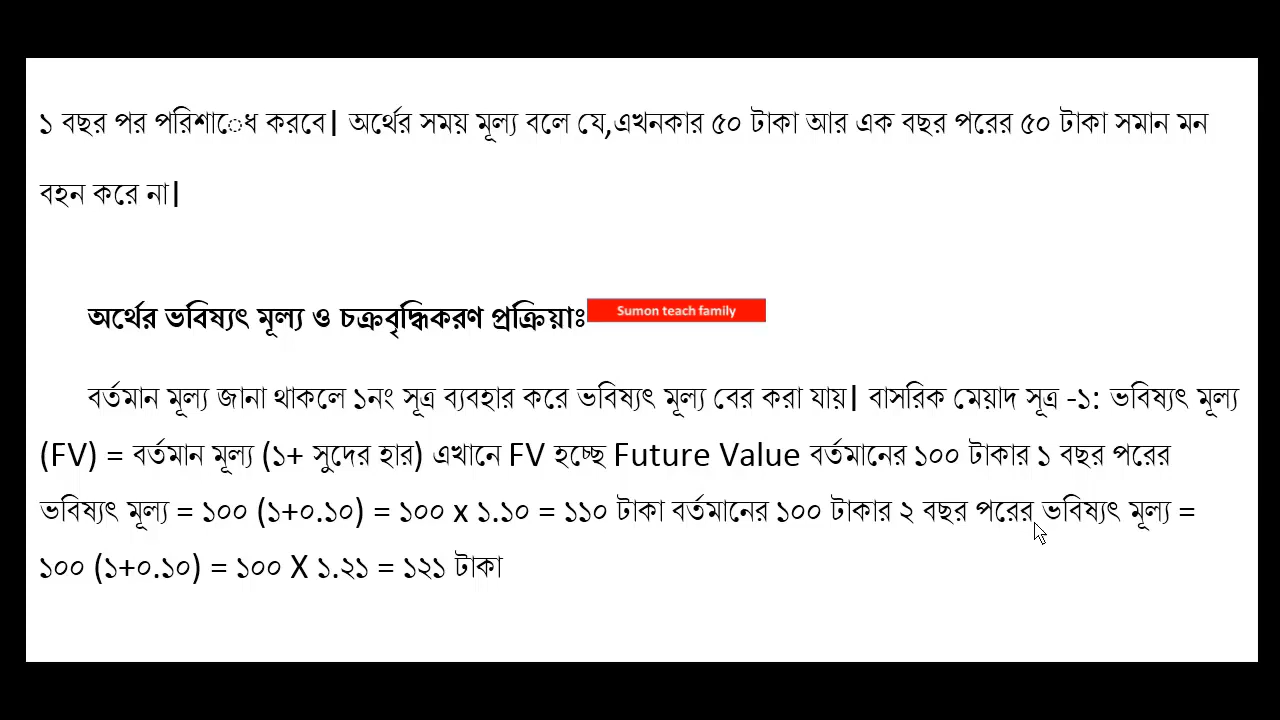 ১ বছর পর পরিশাোধ করবে| অর্থের সময় মূল্য বলে যে,এখনকার ৫০ টাকা আর এক বছর পরের ৫০ টাকা সমান মন
বহন করে না|
অর্থের ভবিষ্যৎ মূল্য ও চক্রবৃদ্ধিকরণ প্রক্রিয়াঃ Sumon teach family
বর্তমান মূল্য জানা থাকলে ১নং সূত্র ব্যবহার করে ভবিষ্যৎ মূল্য বের করা যায়| বাসরিক মেয়াদ সূত্র -১: ভবিষ্যৎ মূল্য
(FV) = বর্তমান মূল্য (১+ সুদের হার) এখানে FV হচ্ছে Future Value বর্তমানের ১০০ টাকার ১ বছর পরের
ভবিষ্যৎ মূল্য = ১০০ (১+০.১০) = ১০০ x ১.১০ = ১১০ টাকা বর্তমানের ১০০ টাকার ২ বছর পরের ভবিষ্যৎ মূল্য =
১০০ (১+০.১০) = ১০০ X ১.২১ = ১২১ টাকা